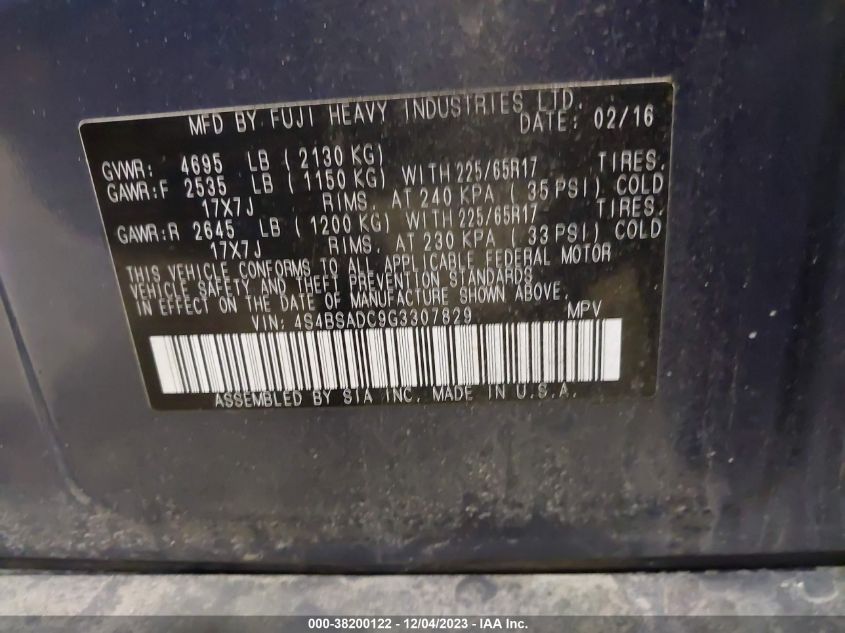 MFD BY FUJI HEAVY INDUSTRIES LTD.
DATE: 02/16
GVWR: 4695 LB ( 2130 KG)
GAWR:F 2535 LB ( 1150 KG) WITH 225/65R17 TIRES.
17X7J RIMS. AT 240 KPA ( 35 PSI) COLD
GAWR:R 2645 LB ( 1200 KG) WITH 225/65R17 TIRES.
17X7J RIMS. AT 230 KPA ( 33 PSI) COLD
THIS VEHICLE CONFORMS TO ALL APPLICABLE FEDERAL MOTOR
VEHICLE SAFETY AND THEFT PREVENTION STANDARDS
IN EFFECT ON THE DATE OF MANUFACTURE SHOWN ABOVE.
VIN: 4S4BSADC9G3307829 MPV
ASSEMBLED BY SIA INC. MADE IN U.S.A.
000-38200122 - 12/04/2023 - IAA Inc.